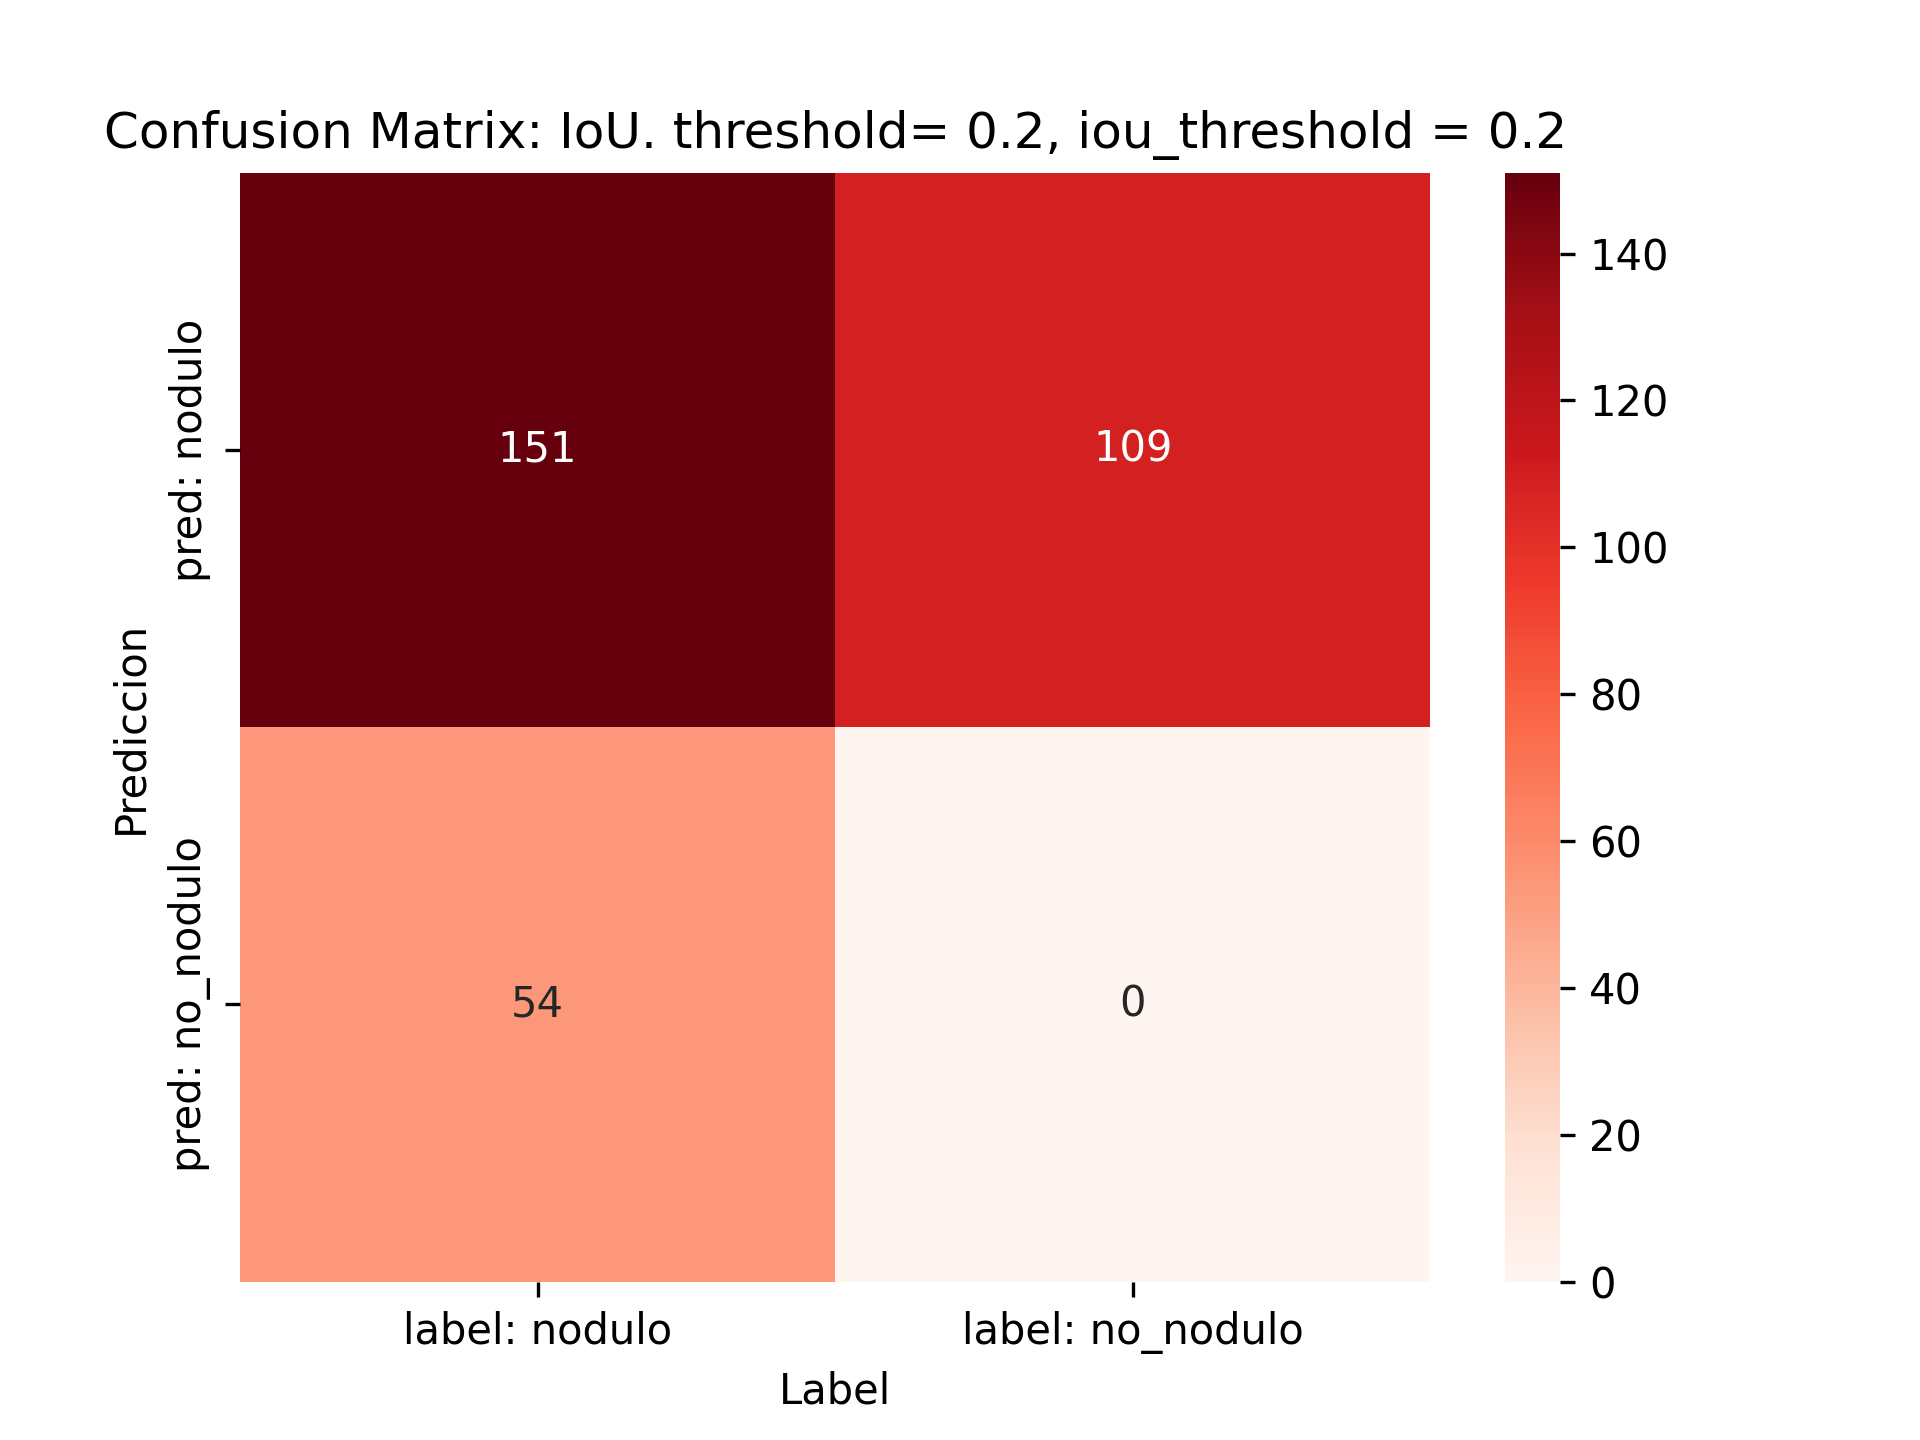 Confusion Matrix: IoU. threshold= 0.2, iou_threshold = 0.2
Prediccion
pred: nodulo
pred: no_nodulo
151
109
54
0
label: nodulo
label: no_nodulo
Label
140
120
100
80
60
40
20
0